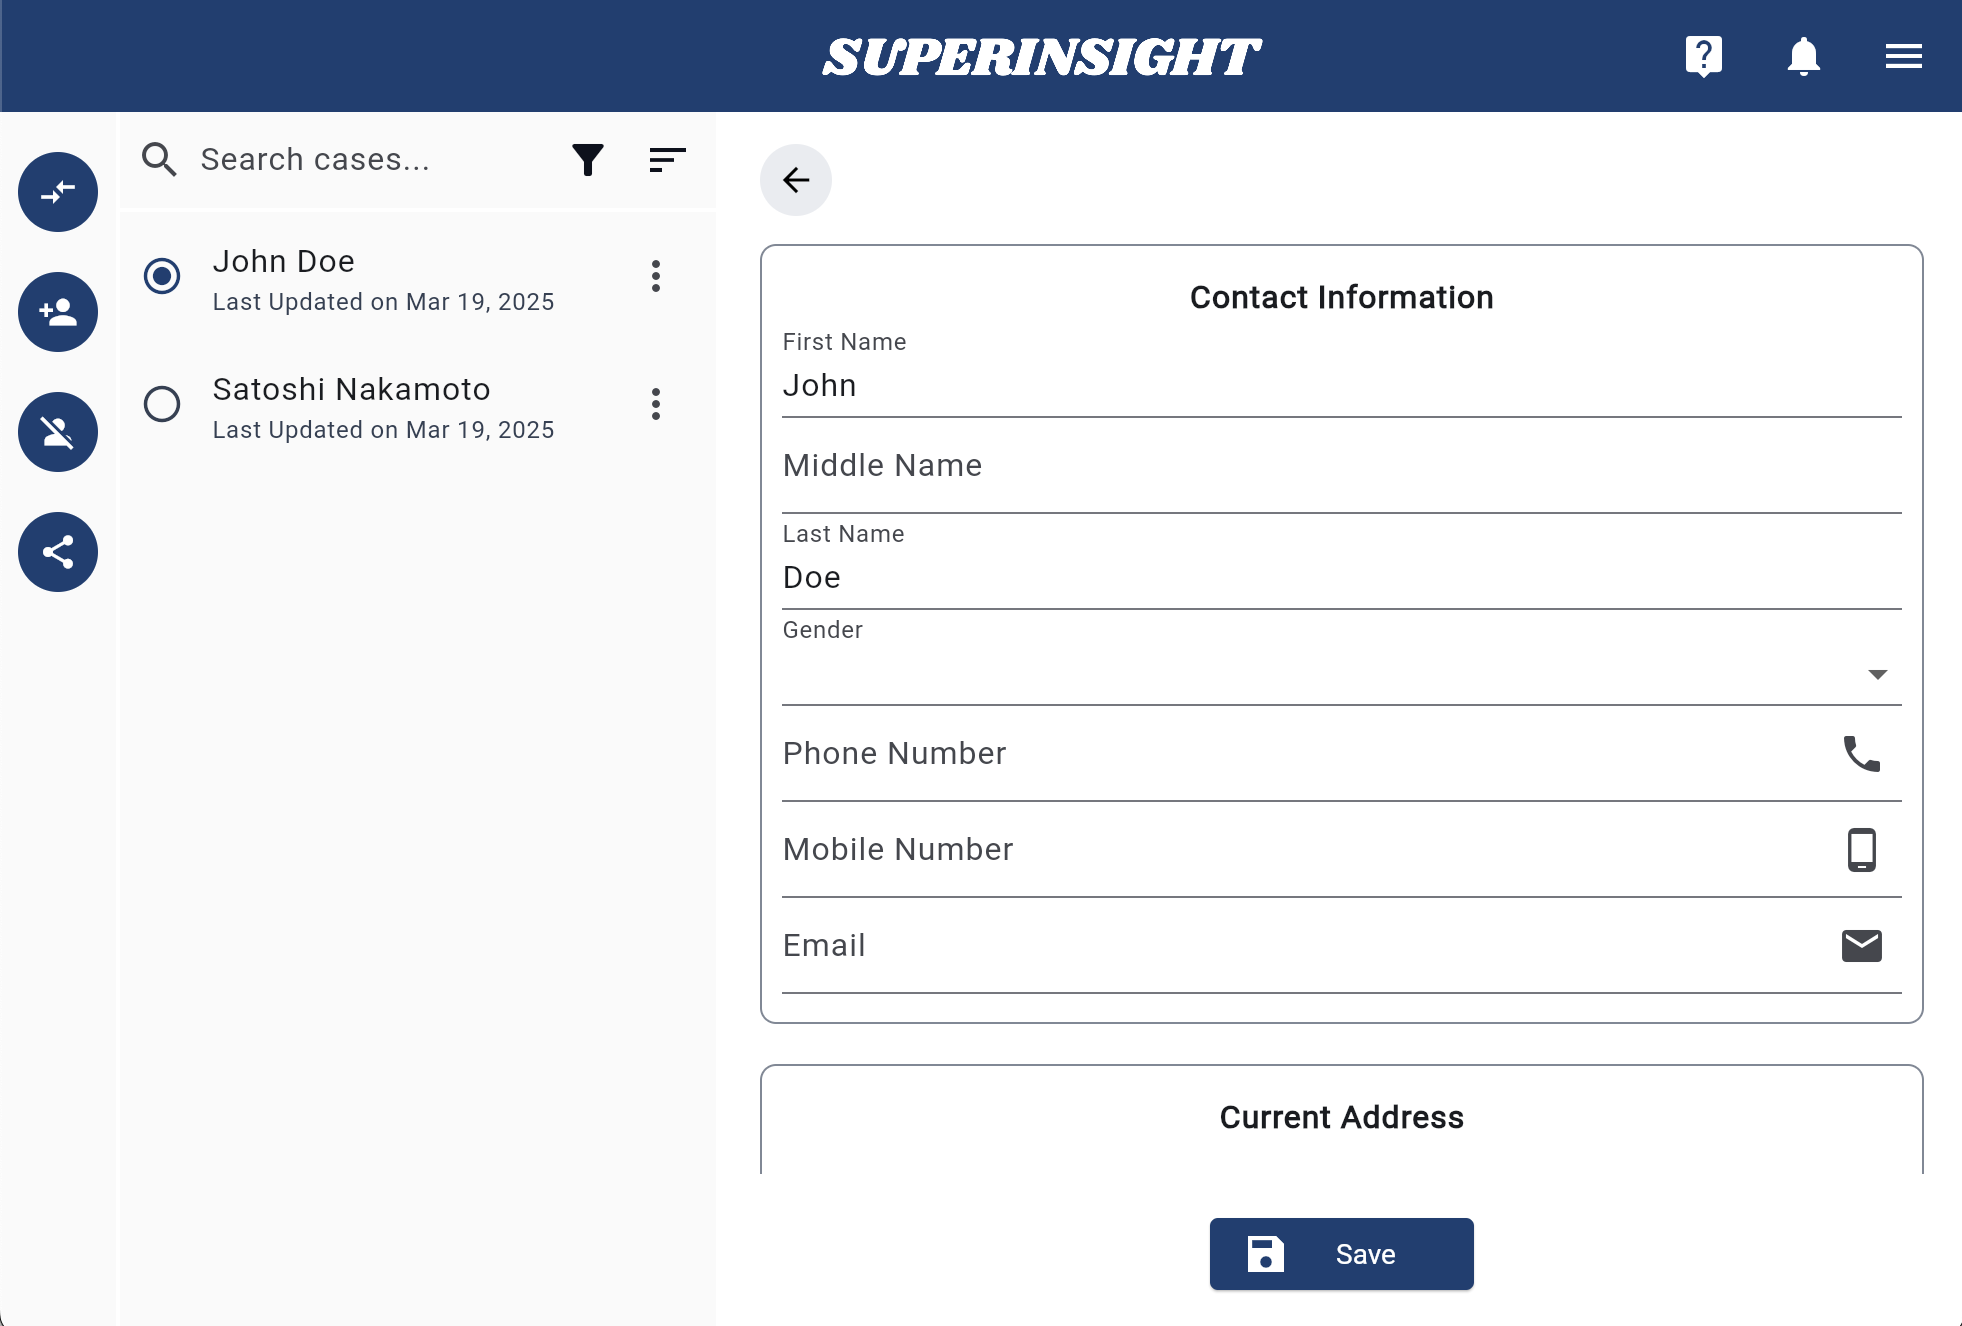 SUPERINSIGHT
Search cases...
John Doe
Last Updated on Mar 19, 2025
Satoshi Nakamoto
Last Updated on Mar 19, 2025
Contact Information
First Name
John
Middle Name
Last Name
Doe
Gender
Phone Number
Mobile Number
Email
Current Address
Save